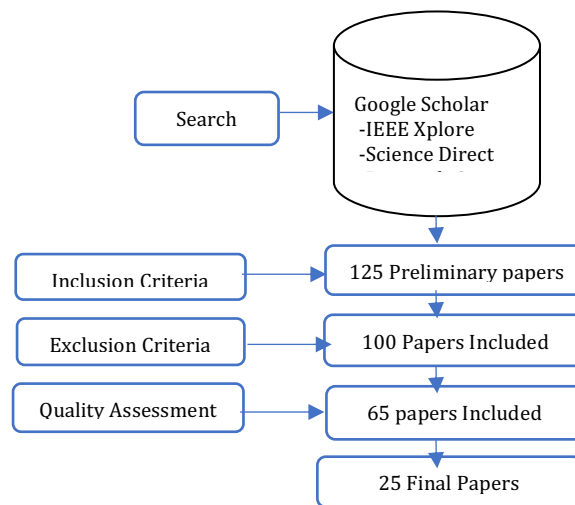 Search
Google Scholar
-IEEE Xplore
-Science Direct
125 Preliminary papers
Inclusion Criteria
100 Papers Included
Exclusion Criteria
65 papers Included
Quality Assessment
25 Final Papers